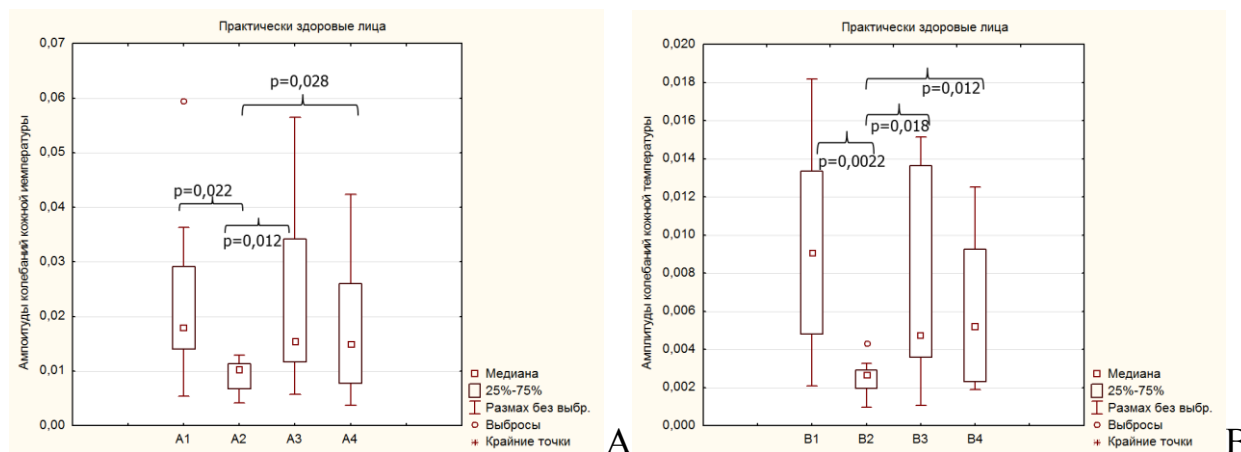 Практически здоровые лица
Ампоитуды колебаний кожной иемпературы
0,07
0,06
0,05
0,04
0,03
0,02
0,01
0,00
p=0,028
p=0,022
p=0,012
A1 A2 A3 A4
Медиана
25%-75%
Размах без выбр.
Выбросы
Крайние точки
A
Практически здоровые лица
Амплитуды колебаний кожной температуры
0,020
0,018
0,016
0,014
0,012
0,010
0,008
0,006
0,004
0,002
0,000
p=0,012
p=0,018
p=0,0022
B1 B2 B3 B4
Медиана
25%-75%
Размах без выбр.
Выбросы
Крайние точки